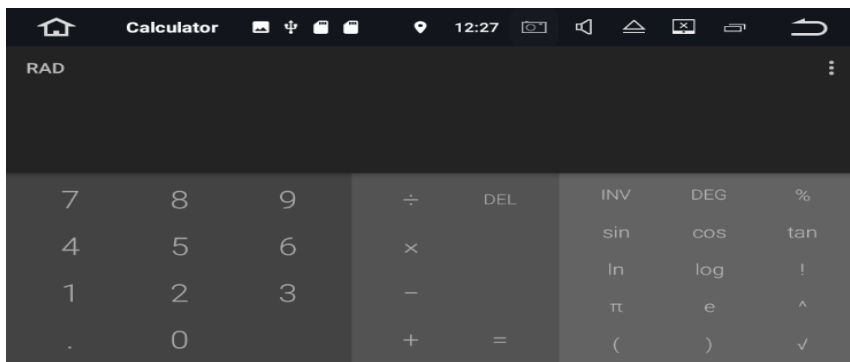 Calculator 12:27
RAD
7 8 9 ÷ DEL INV DEG %
4 5 6 × sin cos tan
ln log !
1 2 3 − π e ^
. 0 + = ( ) √